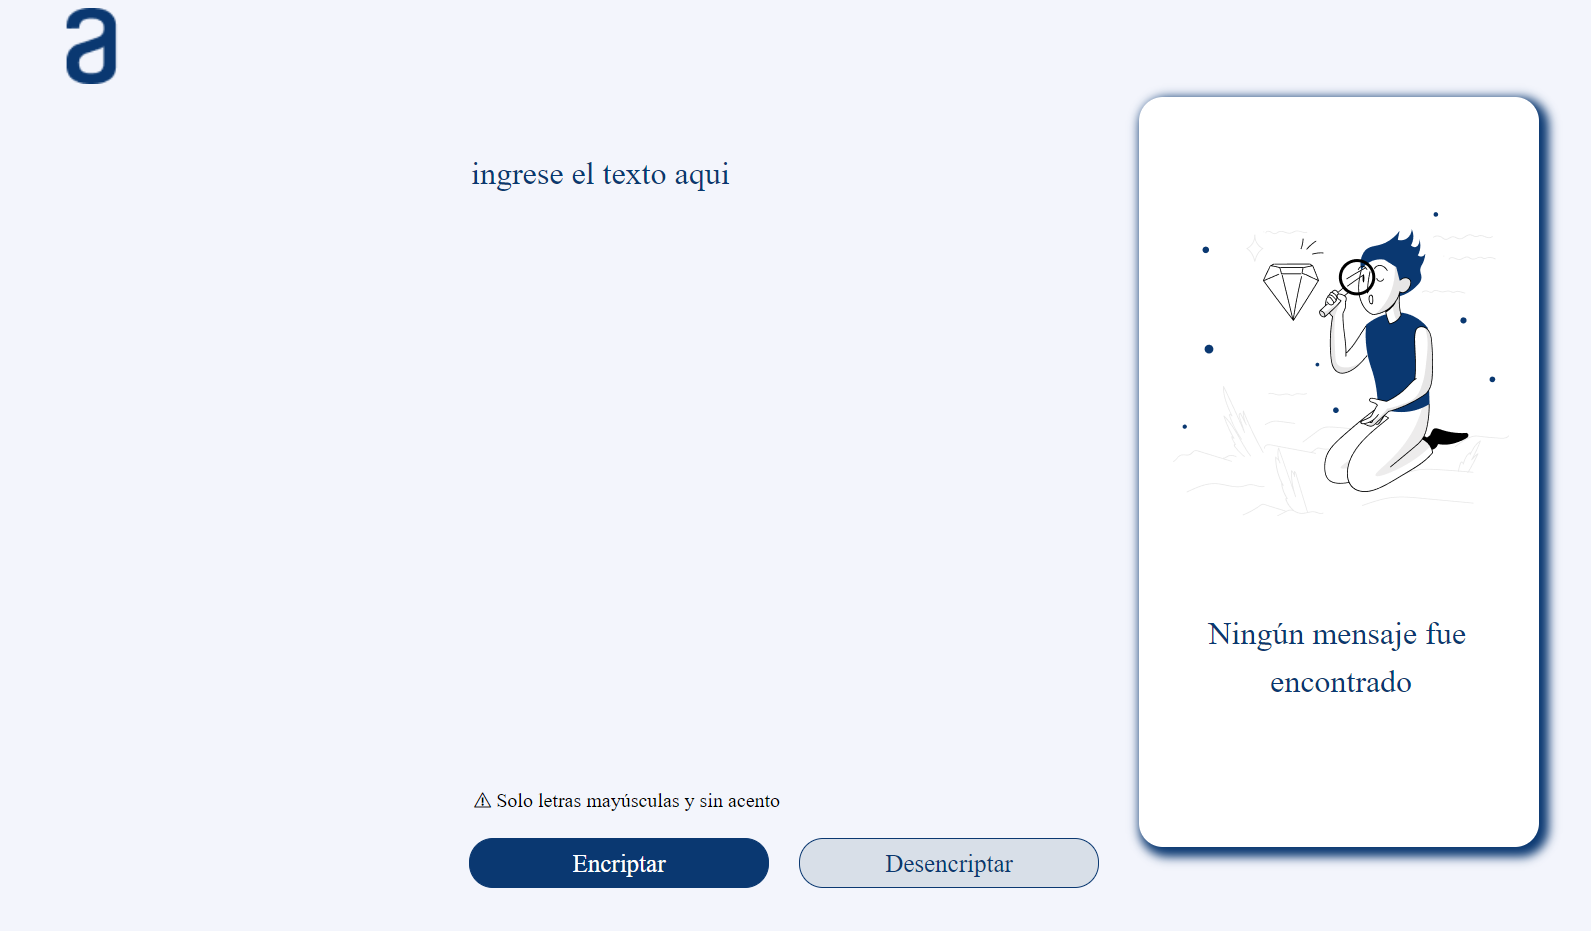 a
ingrese el texto aqui
Ningún mensaje fue
encontrado
⚠ Solo letras mayúsculas y sin acento
Encriptar
Desencriptar